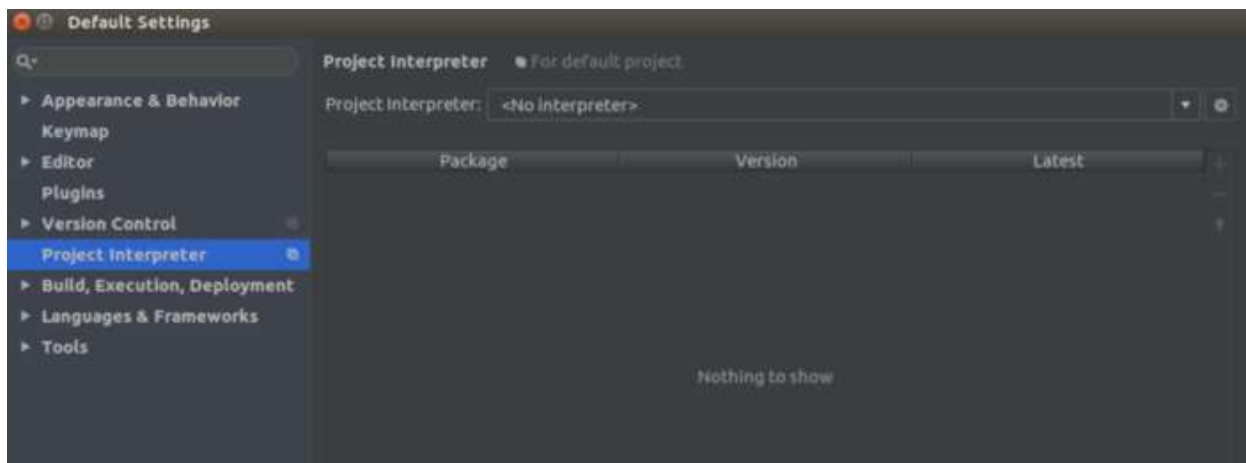 Default Settings
Project Interpreter For default project
Project Interpreter: <No interpreter>
Package Version Latest
Nothing to show
Appearance & Behavior
Keymap
Editor
Plugins
Version Control
Project Interpreter
Build, Execution, Deployment
Languages & Frameworks
Tools